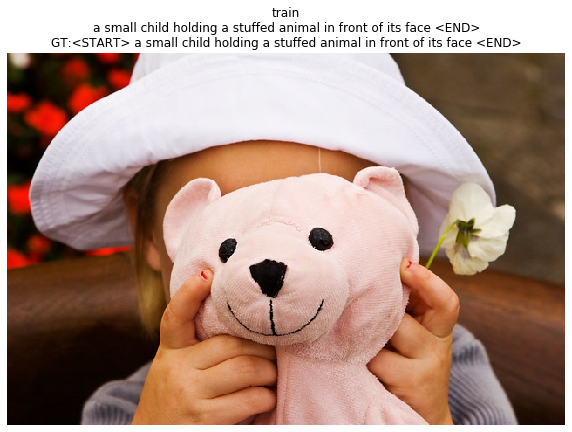 train
a small child holding a stuffed animal in front of its face <END>
GT:<START> a small child holding a stuffed animal in front of its face <END>